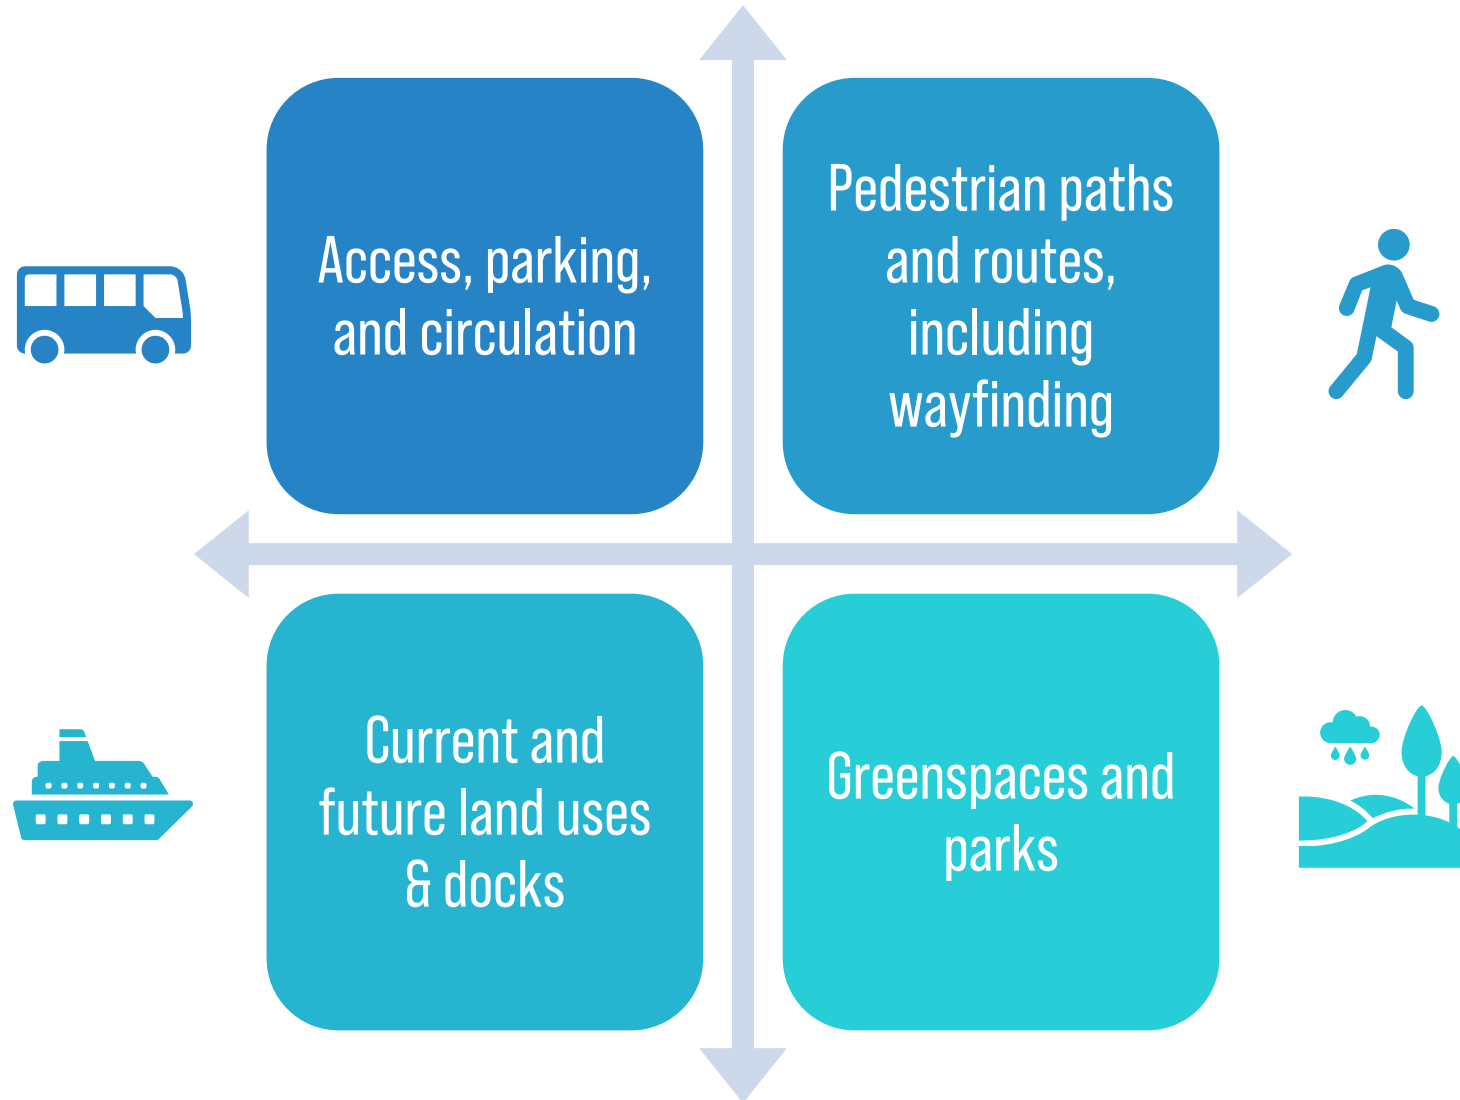 Access, parking,
and circulation
Pedestrian paths
and routes,
including
wayfinding
Current and
future land uses
& docks
Greenspaces and
parks